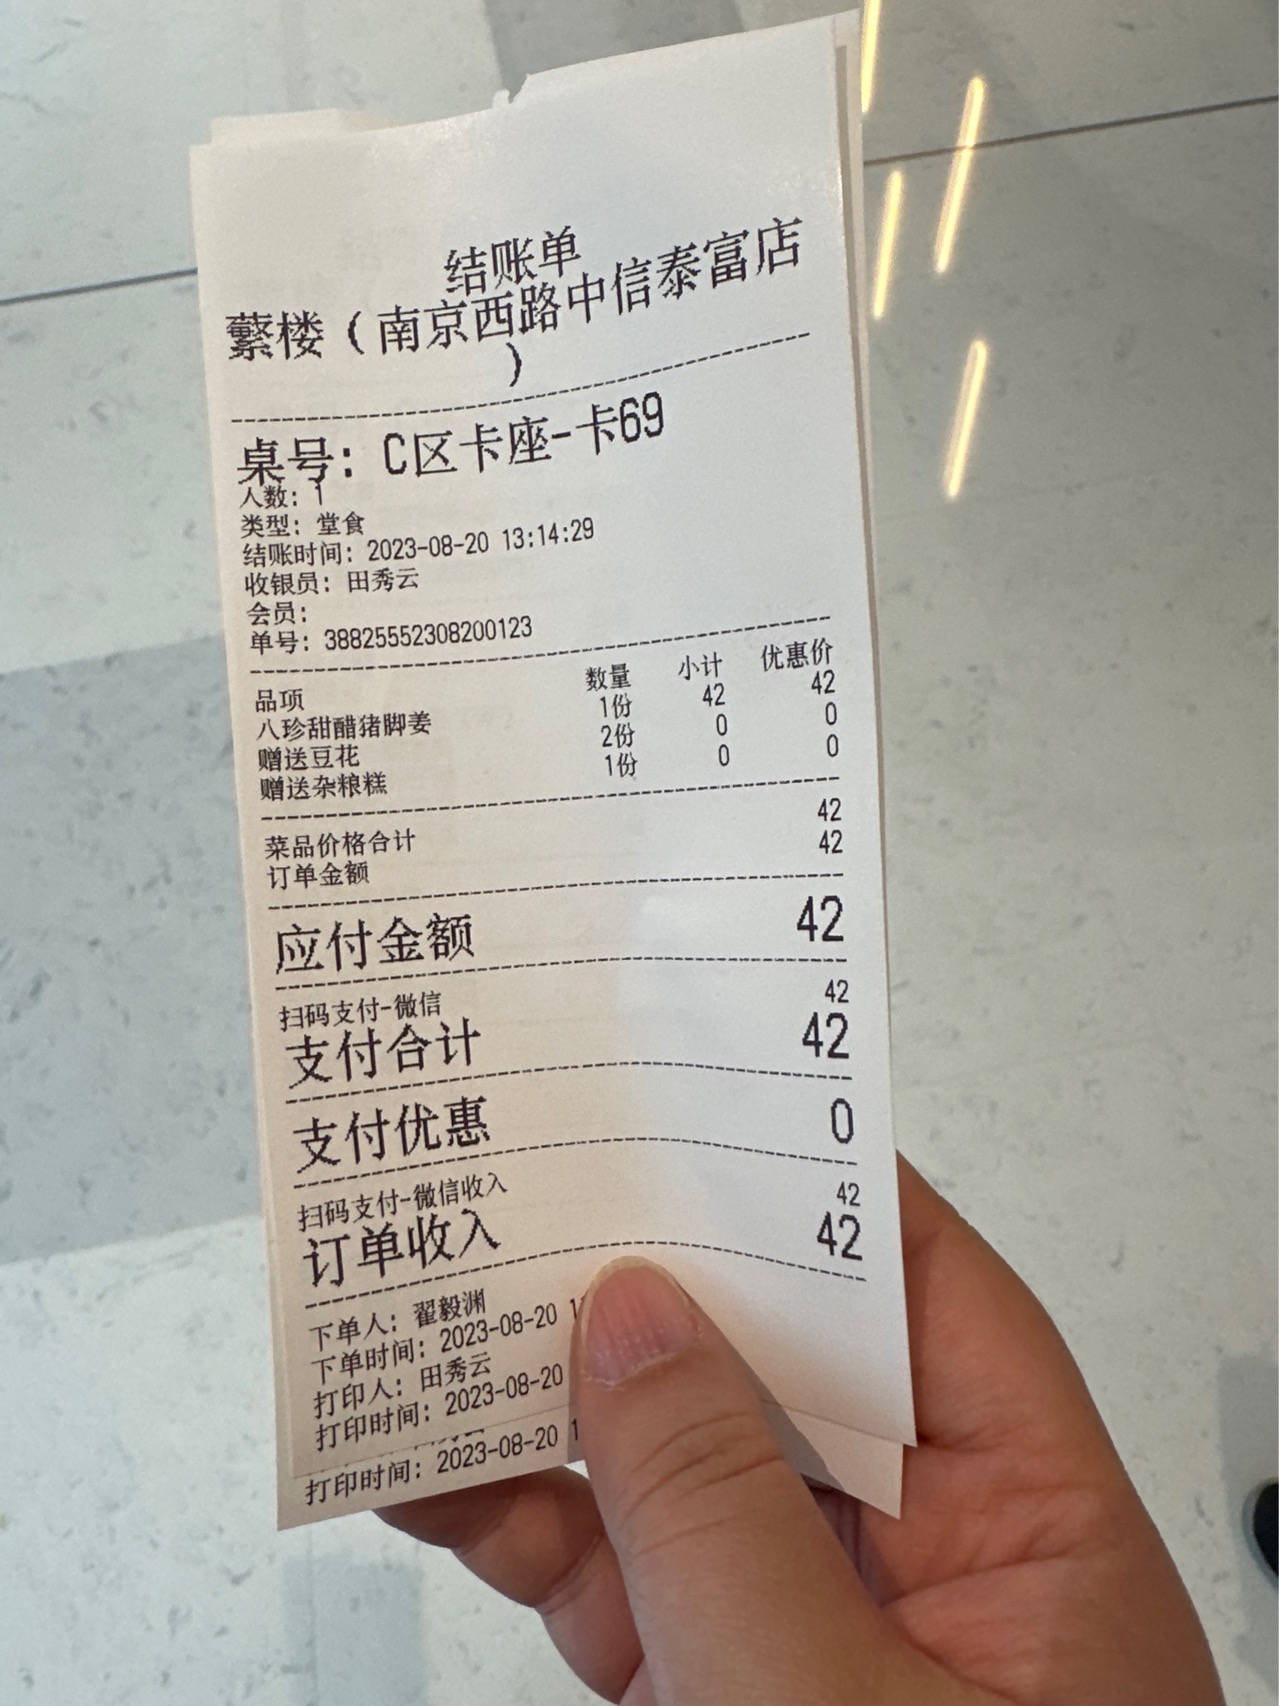 结账单
蘩楼（南京西路中信泰富店
）
桌号：C区卡座-卡69
人数：1
类型：堂食
结账时间：2023-08-20 13:14:29
收银员：田秀云
会员：
单号：38825552308200123
品项 数量 小计 优惠价
八珍甜醋猪脚姜 1份 42 42
赠送豆花 2份 0 0
赠送杂粮糕 1份 0 0
菜品价格合计 42
订单金额 42
应付金额 42
扫码支付-微信 42
支付合计 42
支付优惠 0
扫码支付-微信收入 42
订单收入 42
下单人：翟毅渊
下单时间：2023-08-20
打印人：田秀云
打印时间：2023-08-20
打印时间：2023-08-20